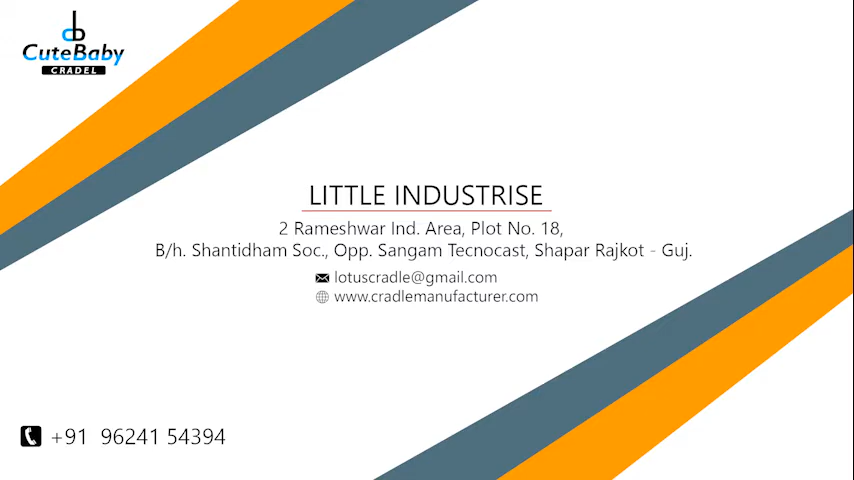 CuteBaby
CRADEL
LITTLE INDUSTRISE
2 Rameshwar Ind. Area, Plot No. 18,
B/h. Shantidham Soc., Opp. Sangam Tecnocast, Shapar Rajkot - Guj.
lotuscradle@gmail.com
www.cradlemanufacturer.com
+91 96241 54394